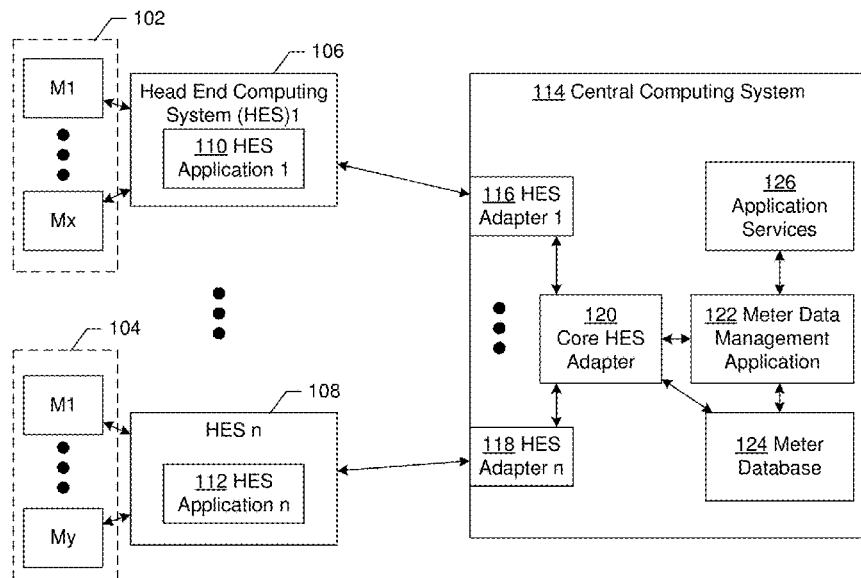 102
M1
Mx
106
Head End Computing
System (HES)1
110 HES
Application 1
114 Central Computing System
116 HES
Adapter 1
126
Application
Services
120
Core HES
Adapter
122 Meter Data
Management
Application
104
M1
My
108
HES n
112 HES
Application n
118 HES
Adapter n
124 Meter
Database